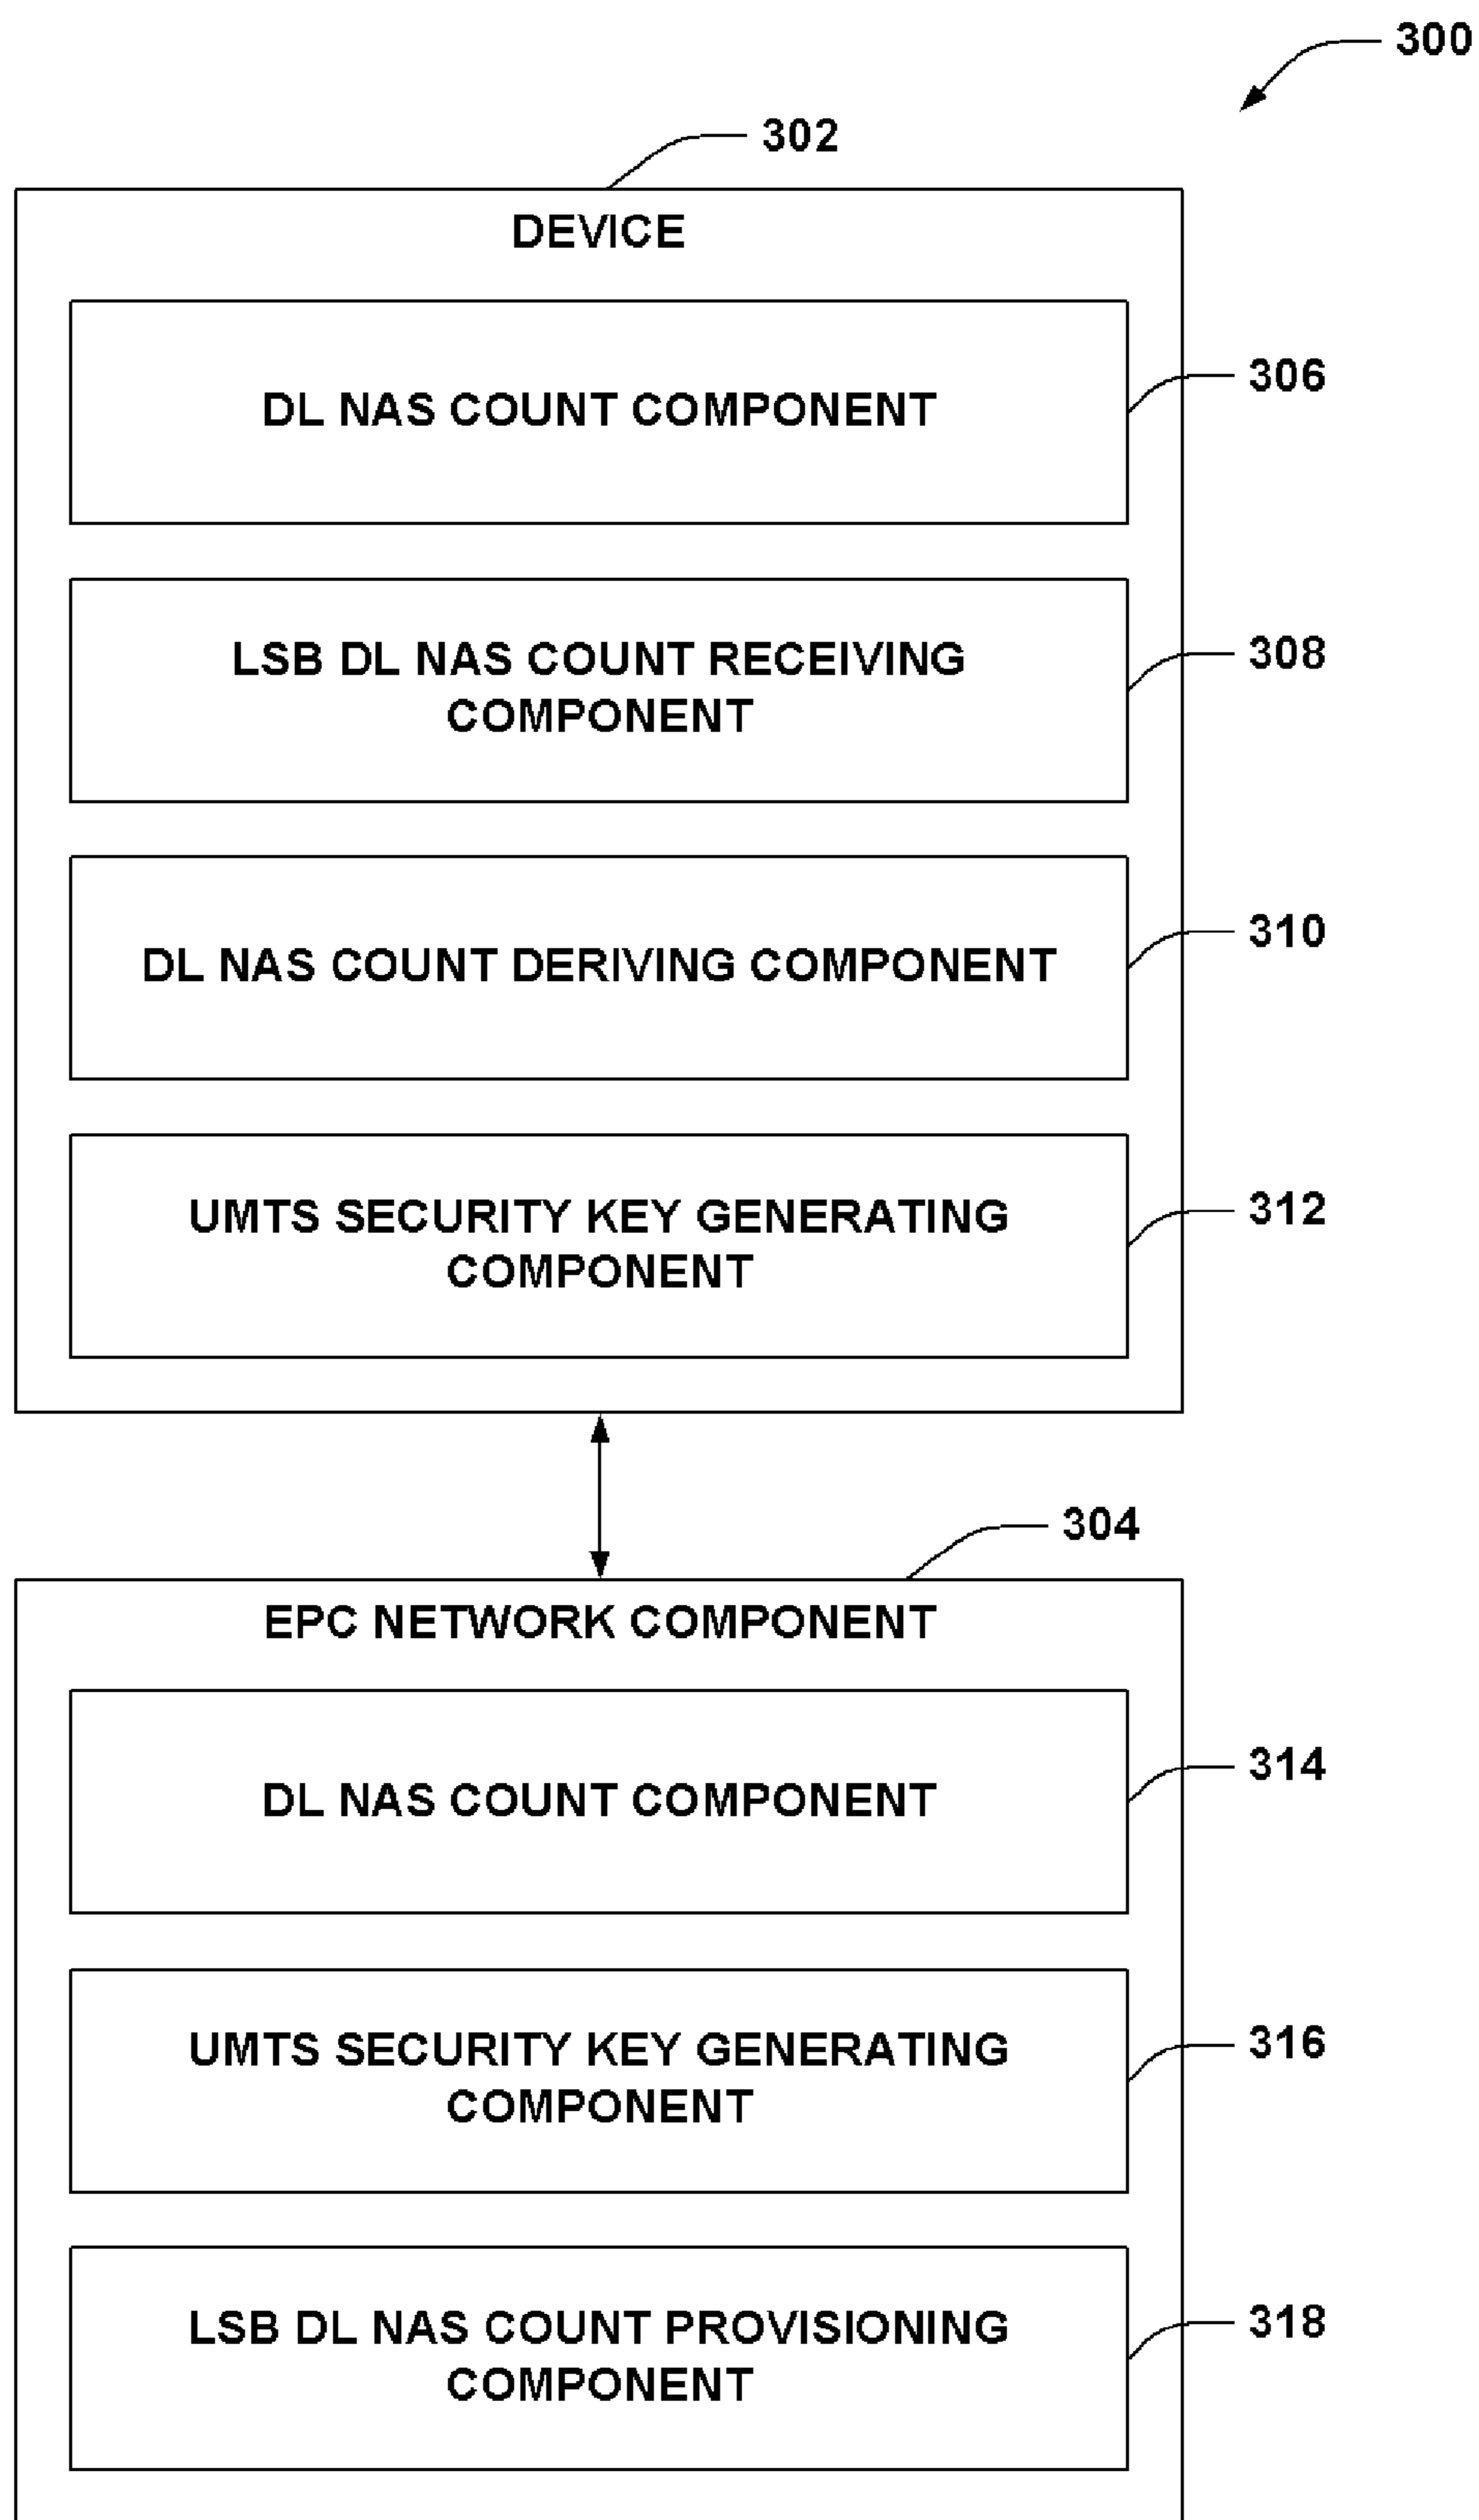 300
302
DEVICE
DL NAS COUNT COMPONENT
306
LSB DL NAS COUNT RECEIVING
COMPONENT
308
DL NAS COUNT DERIVING COMPONENT
310
UMTS SECURITY KEY GENERATING
COMPONENT
312
304
EPC NETWORK COMPONENT
DL NAS COUNT COMPONENT
314
UMTS SECURITY KEY GENERATING
COMPONENT
316
LSB DL NAS COUNT PROVISIONING
COMPONENT
318